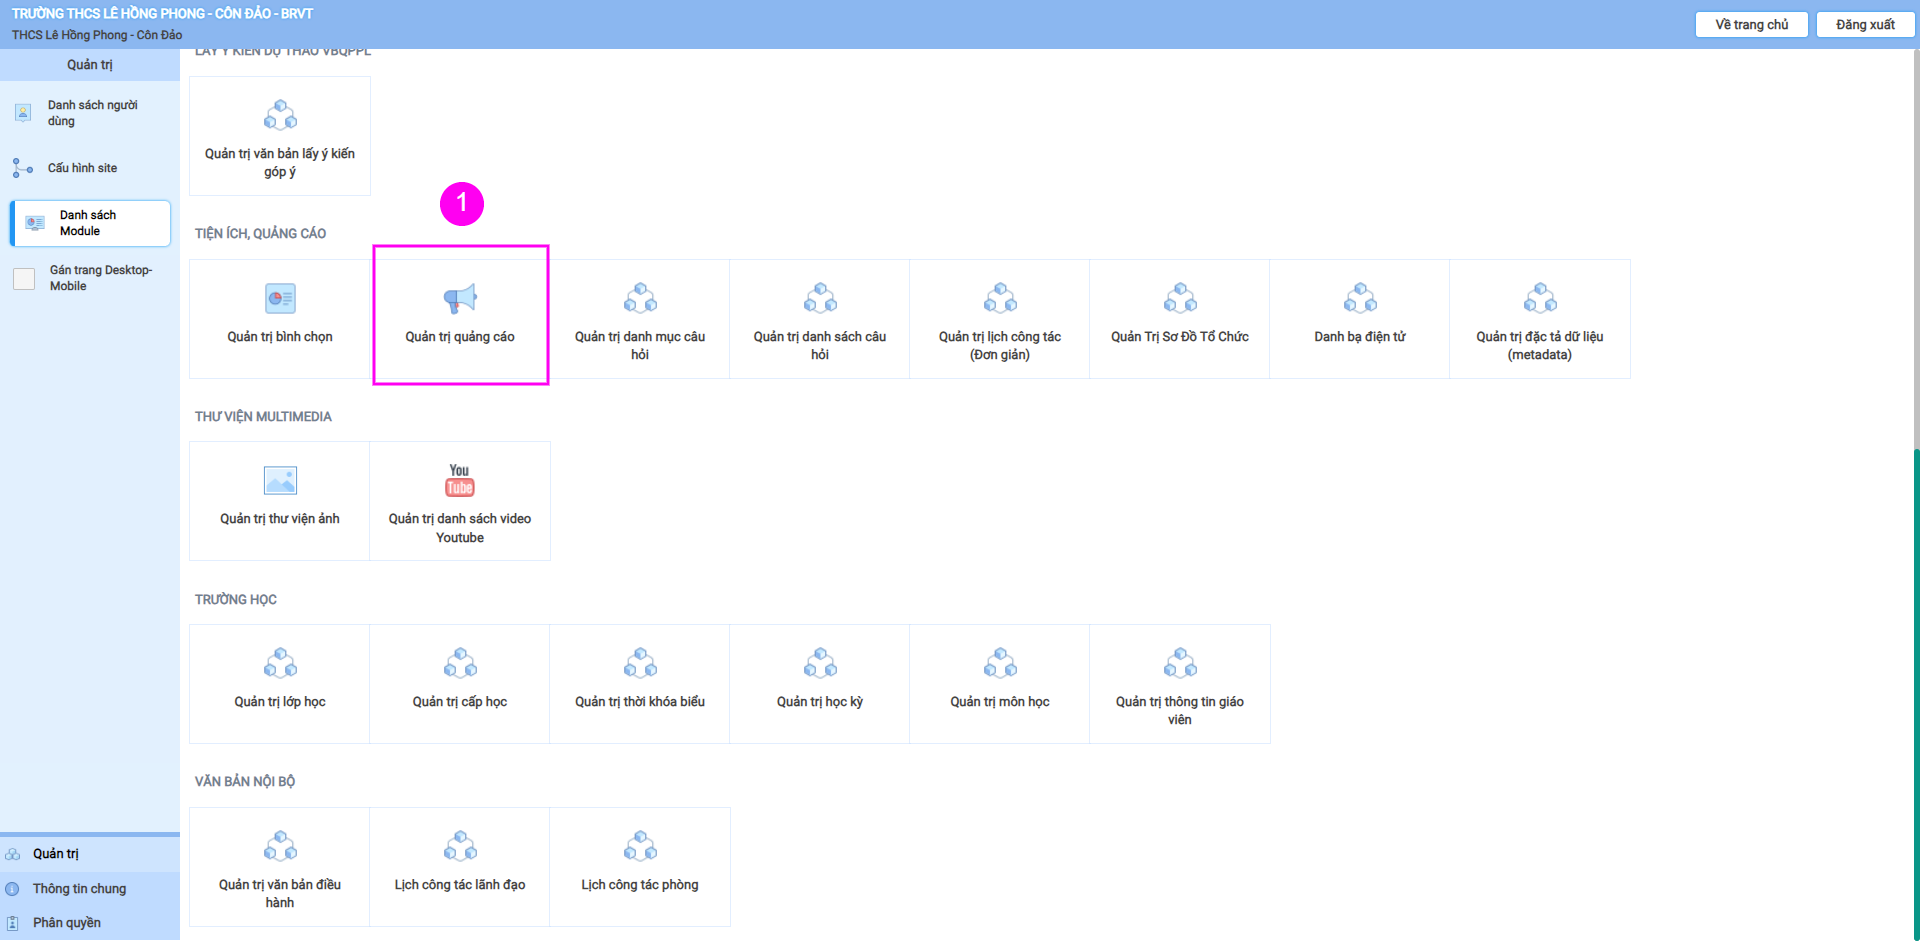 TRƯỜNG THCS LÊ HỒNG PHONG - CÔN ĐẢO - BRVT
THCS Lê Hồng Phong - Côn Đảo
Về trang chủ
Đăng xuất
Quản trị
Danh sách người
dùng
Cấu hình site
Danh sách
Module
Gán trang Desktop-
Mobile
Quản trị
Thông tin chung
Phân quyền
LẤY Ý KIẾN DỰ THẢO VBQPPL
Quản trị văn bản lấy ý kiến
góp ý
1
TIỆN ÍCH, QUẢNG CÁO
Quản trị bình chọn
Quản trị quảng cáo
Quản trị danh mục câu
hỏi
Quản trị danh sách câu
hỏi
Quản trị lịch công tác
(Đơn giản)
Quản Trị Sơ Đồ Tổ Chức
Danh bạ điện tử
Quản trị đặc tả dữ liệu
(metadata)
THƯ VIỆN MULTIMEDIA
Quản trị thư viện ảnh
You
Tube
Quản trị danh sách video
Youtube
TRƯỜNG HỌC
Quản trị lớp học
Quản trị cấp học
Quản trị thời khóa biểu
Quản trị học kỳ
Quản trị môn học
Quản trị thông tin giáo
viên
VĂN BẢN NỘI BỘ
Quản trị văn bản điều
hành
Lịch công tác lãnh đạo
Lịch công tác phòng